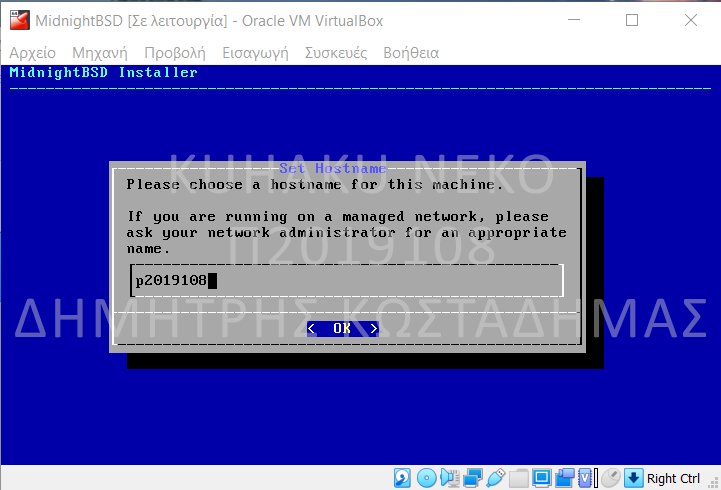 MidnightBSD [Σε λειτουργία] - Oracle VM VirtualBox
Αρχείο Μηχανή Προβολή Εισαγωγή Συσκευές Βοήθεια
MidnightBSD Installer
Set Hostname
KUHAKU NEKO
Please choose a hostname for this machine.
If you are running on a managed network, please
ask your network administrator for an appropriate
name.
Π2019108
p2019108
ΔΗΜΗΤΡΗΣ ΚΩΣΤΑΔΗΜΑΣ
< OK >
Right Ctrl